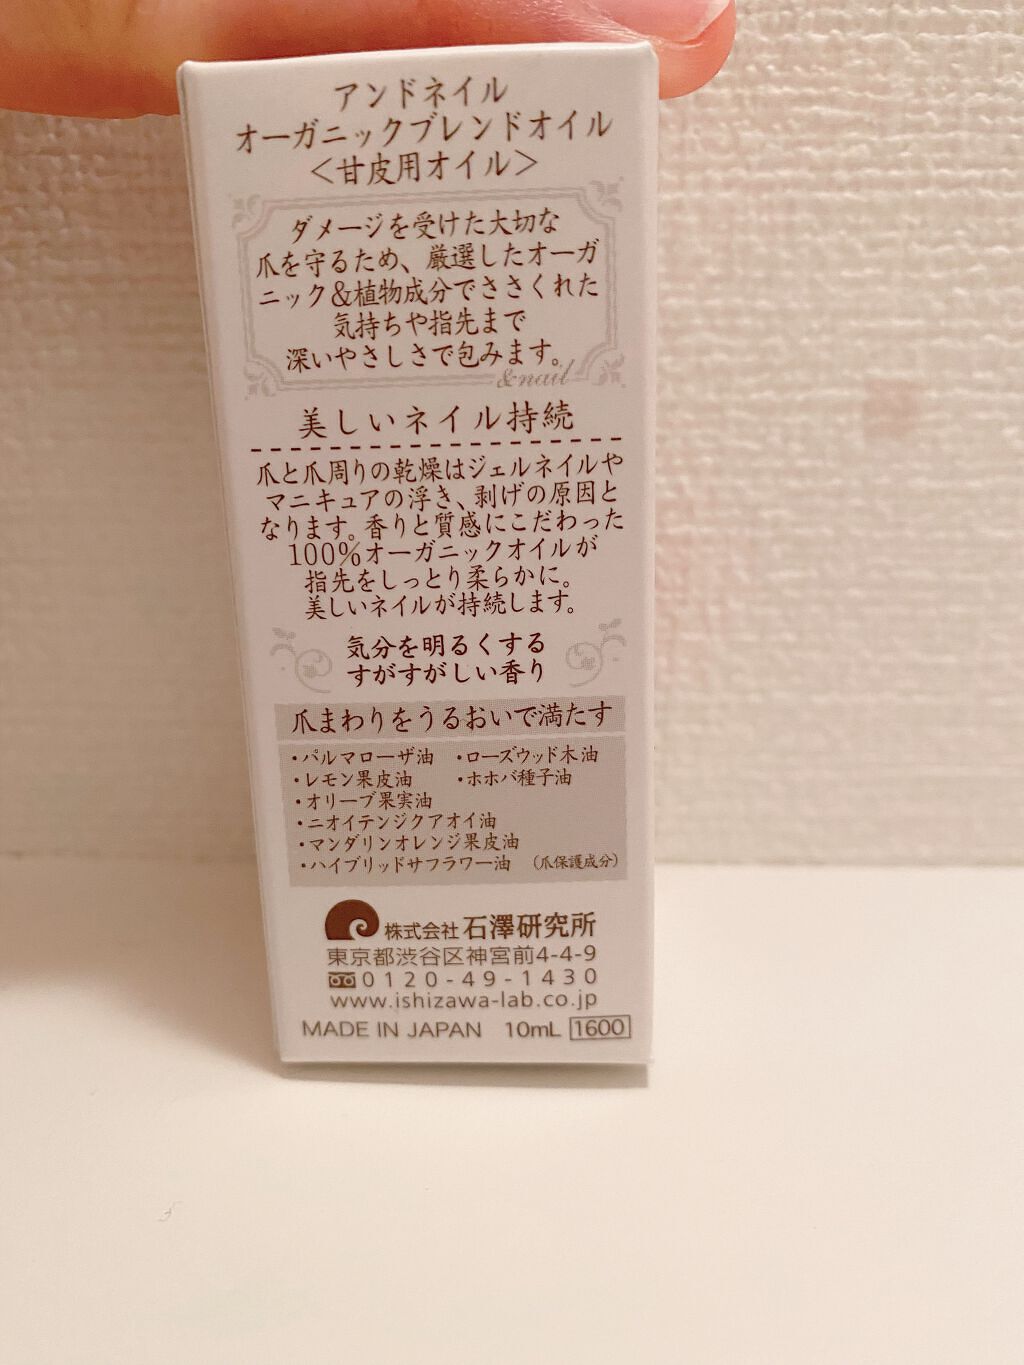 アンドネイル
オーガニックブレンドオイル
＜甘皮用オイル＞
ダメージを受けた大切な
爪を守るため、厳選したオーガ
ニック&植物成分でささくれた
気持ちや指先まで
深いやさしさで包みます。
&nail
美しいネイル持続
爪と爪周りの乾燥はジェルネイルや
マニキュアの浮き、剥げの原因と
なります。香りと質感にこだわった
100%オーガニックオイルが
指先をしっとり柔らかに。
美しいネイルが持続します。
気分を明るくする
すがすがしい香り
爪まわりをうるおいで満たす
・パルマローザ油 ・ローズウッド木油
・レモン果皮油 ・ホホバ種子油
・オリーブ果実油
・ニオイテンジクアオイ油
・マンダリンオレンジ果皮油
・ハイブリッドサフラワー油 （爪保護成分）
株式会社 石澤研究所
東京都渋谷区神宮前4-4-9
0120-49-1430
www.ishizawa-lab.co.jp
MADE IN JAPAN 10mL 1600